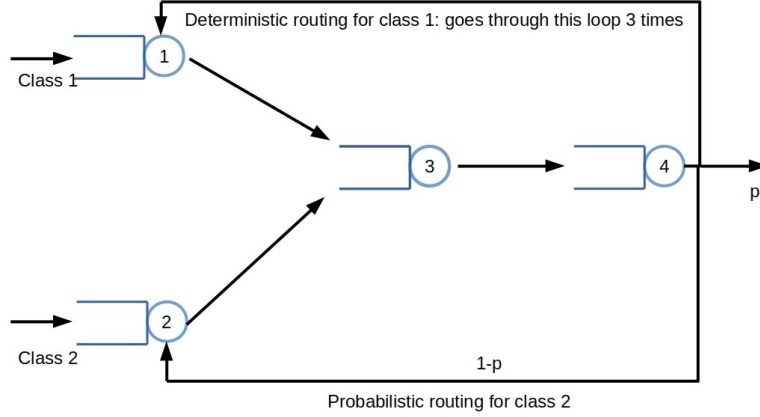 Deterministic routing for class 1: goes through this loop 3 times
1
Class 1
3
4
p
2
Class 2
1-p
Probabilistic routing for class 2